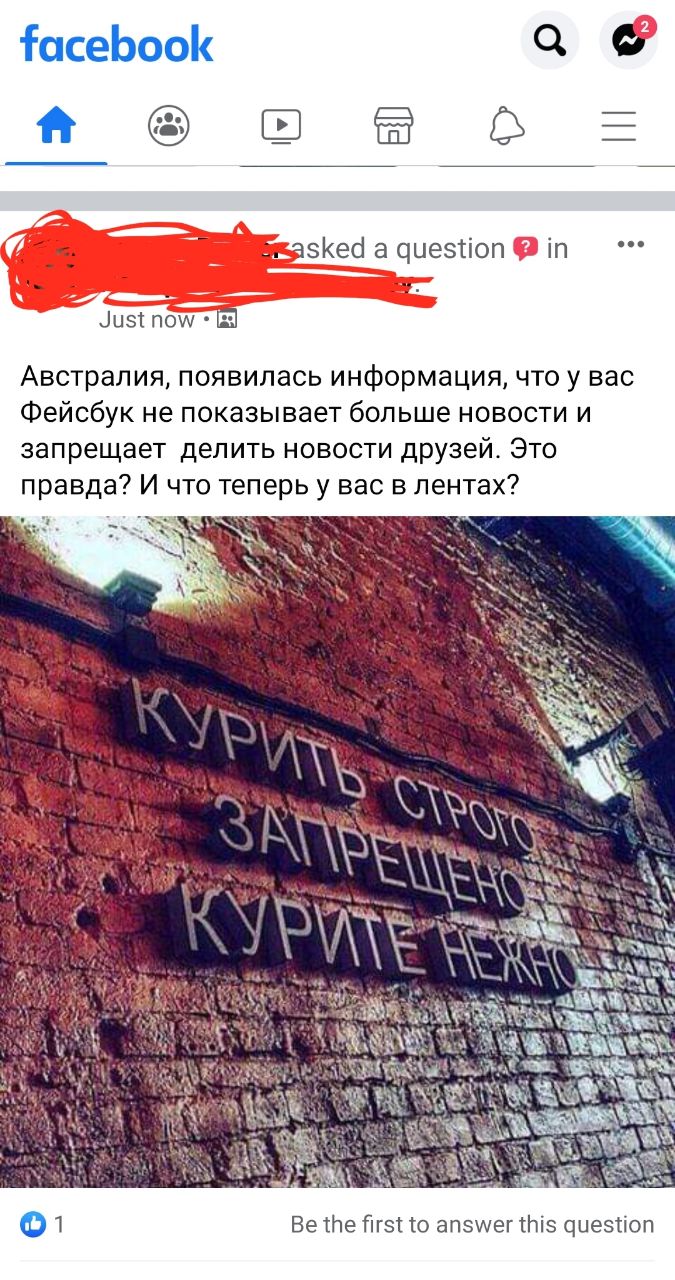 facebook
2
asked a question in
Just now
Австралия, появилась информация, что у вас
Фейсбук не показывает больше новости и
запрещает делить новости друзей. Это
правда? И что теперь у вас в лентах?
КУРИТЬ СТРОГО
ЗАПРЕЩЕНО
КУРИТЕ НЕЖНО
1
Be the first to answer this question